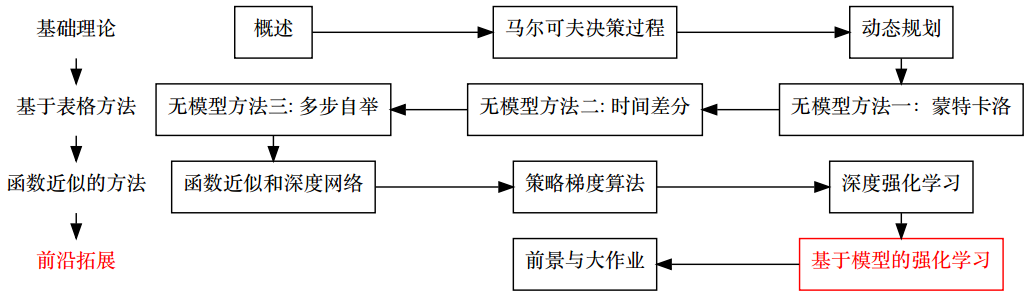 基础理论
概述
马尔可夫决策过程
动态规划
基于表格方法
无模型方法三: 多步自举
无模型方法二: 时间差分
无模型方法一：蒙特卡洛
函数近似的方法
函数近似和深度网络
策略梯度算法
深度强化学习
前沿拓展
前景与大作业
基于模型的强化学习